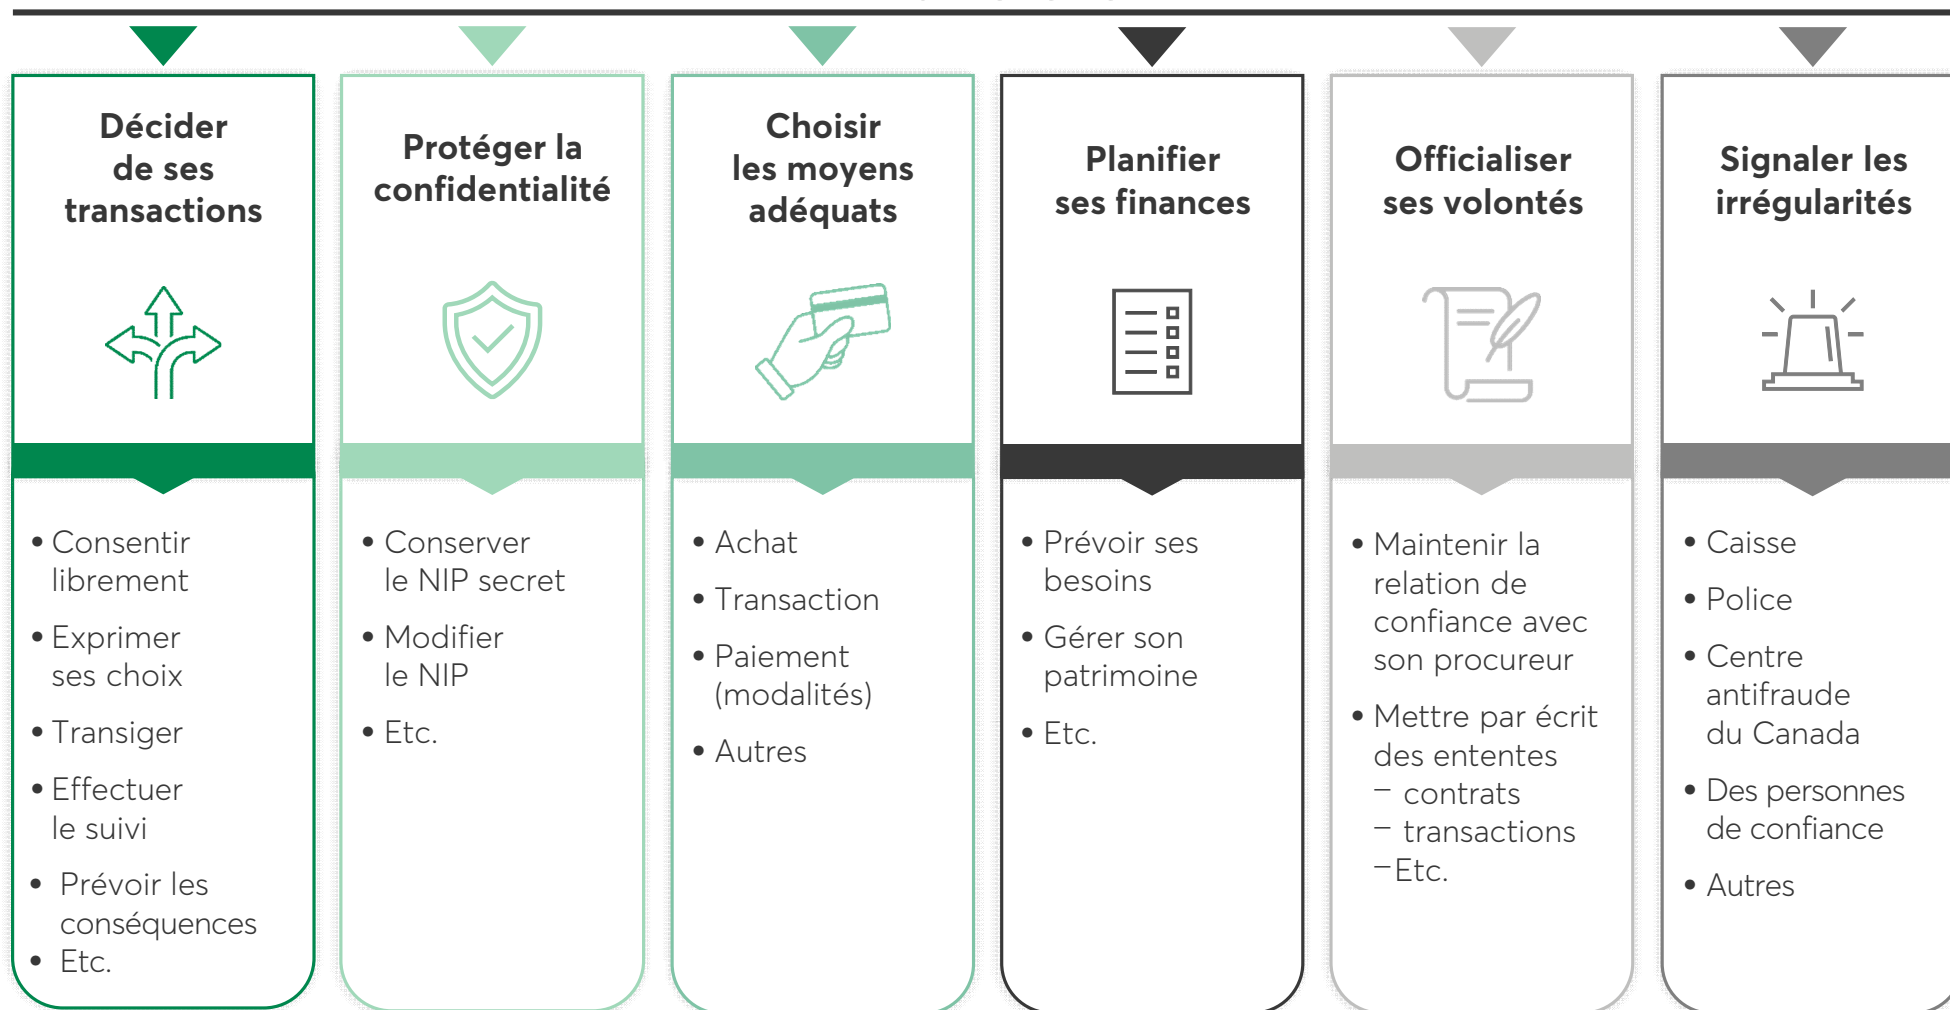 Décider
de ses
transactions
• Consentir
librement
• Exprimer
ses choix
• Transiger
• Effectuer
le suivi
• Prévoir les
conséquences
• Etc.
Protéger la
confidentialité
• Conserver
le NIP secret
• Modifier
le NIP
• Etc.
Choisir
les moyens
adéquats
• Achat
• Transaction
• Paiement
(modalités)
• Autres
Planifier
ses finances
• Prévoir ses
besoins
• Gérer son
patrimoine
• Etc.
Officialiser
ses volontés
• Maintenir la
relation de
confiance avec
son procureur
• Mettre par écrit
des ententes
– contrats
– transactions
–Etc.
Signaler les
irrégularités
• Caisse
• Police
• Centre
antifraude
du Canada
• Des personnes
de confiance
• Autres